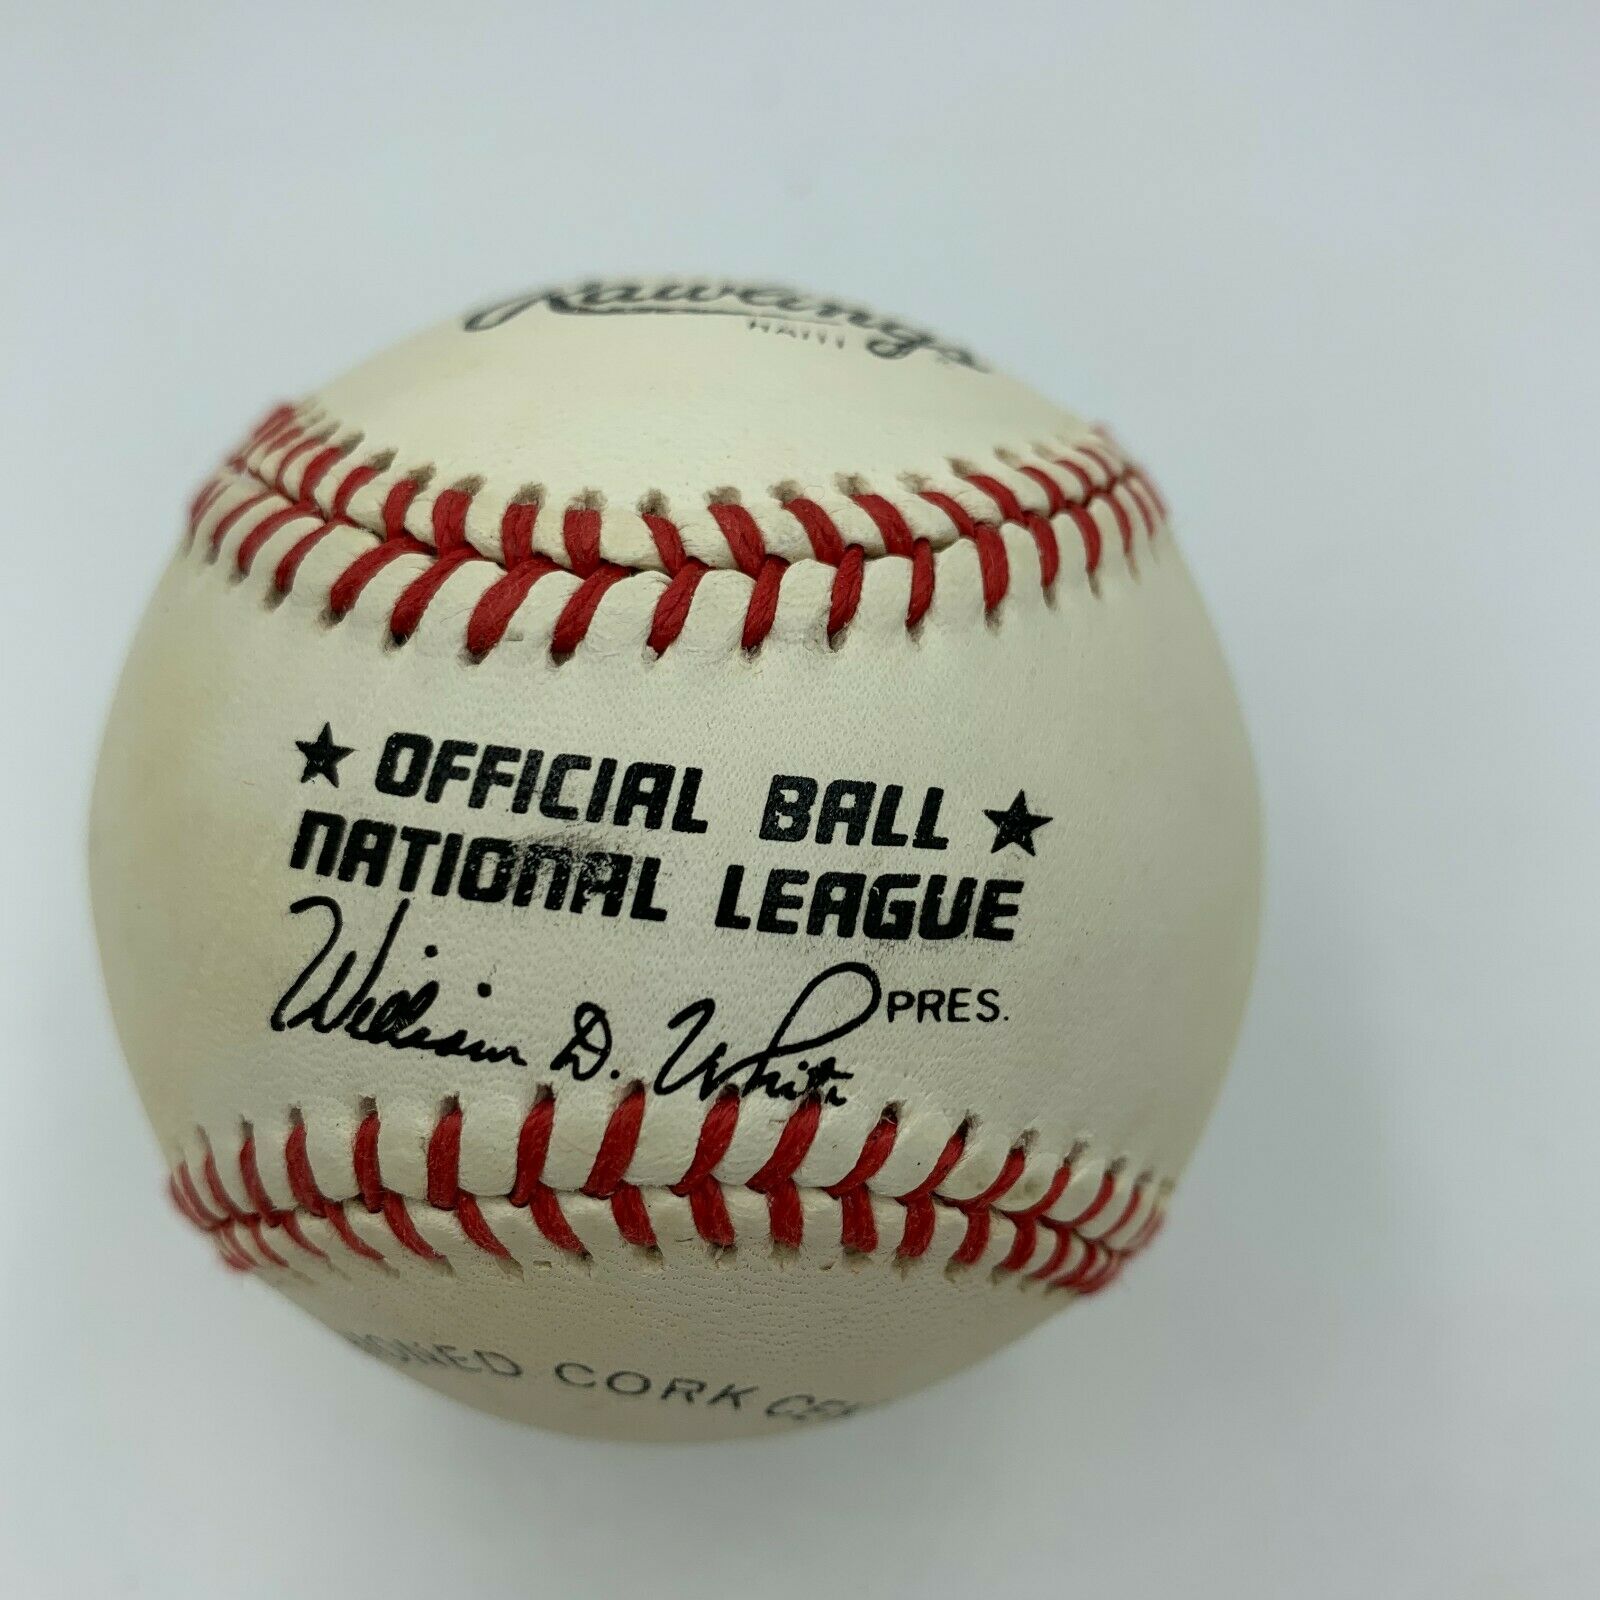 Rawlings
HAITI
★ OFFICIAL BALL ★
NATIONAL LEAGUE
William D. White PRES.
CORK